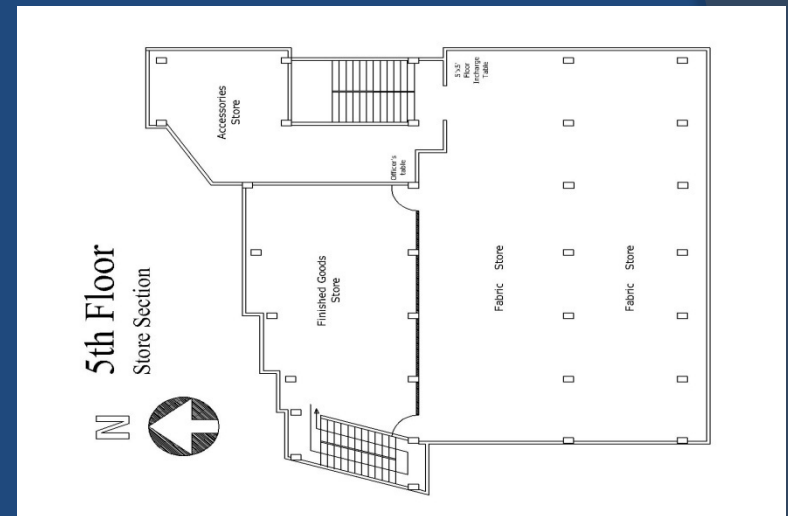 5th Floor
Store Section
N
Accessories
Store
5'x5'
Floor
Incharge
Table
Officer's
table
Finished Goods
Store
Fabric Store
Fabric Store